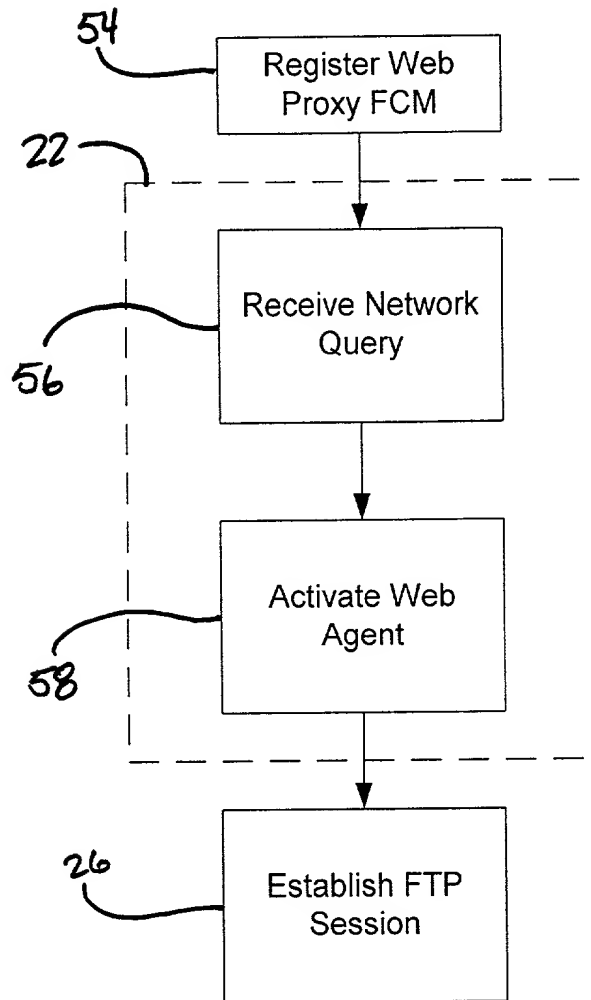 54
Register Web
Proxy FCM
22
Receive Network
Query
56
Activate Web
Agent
58
26
Establish FTP
Session